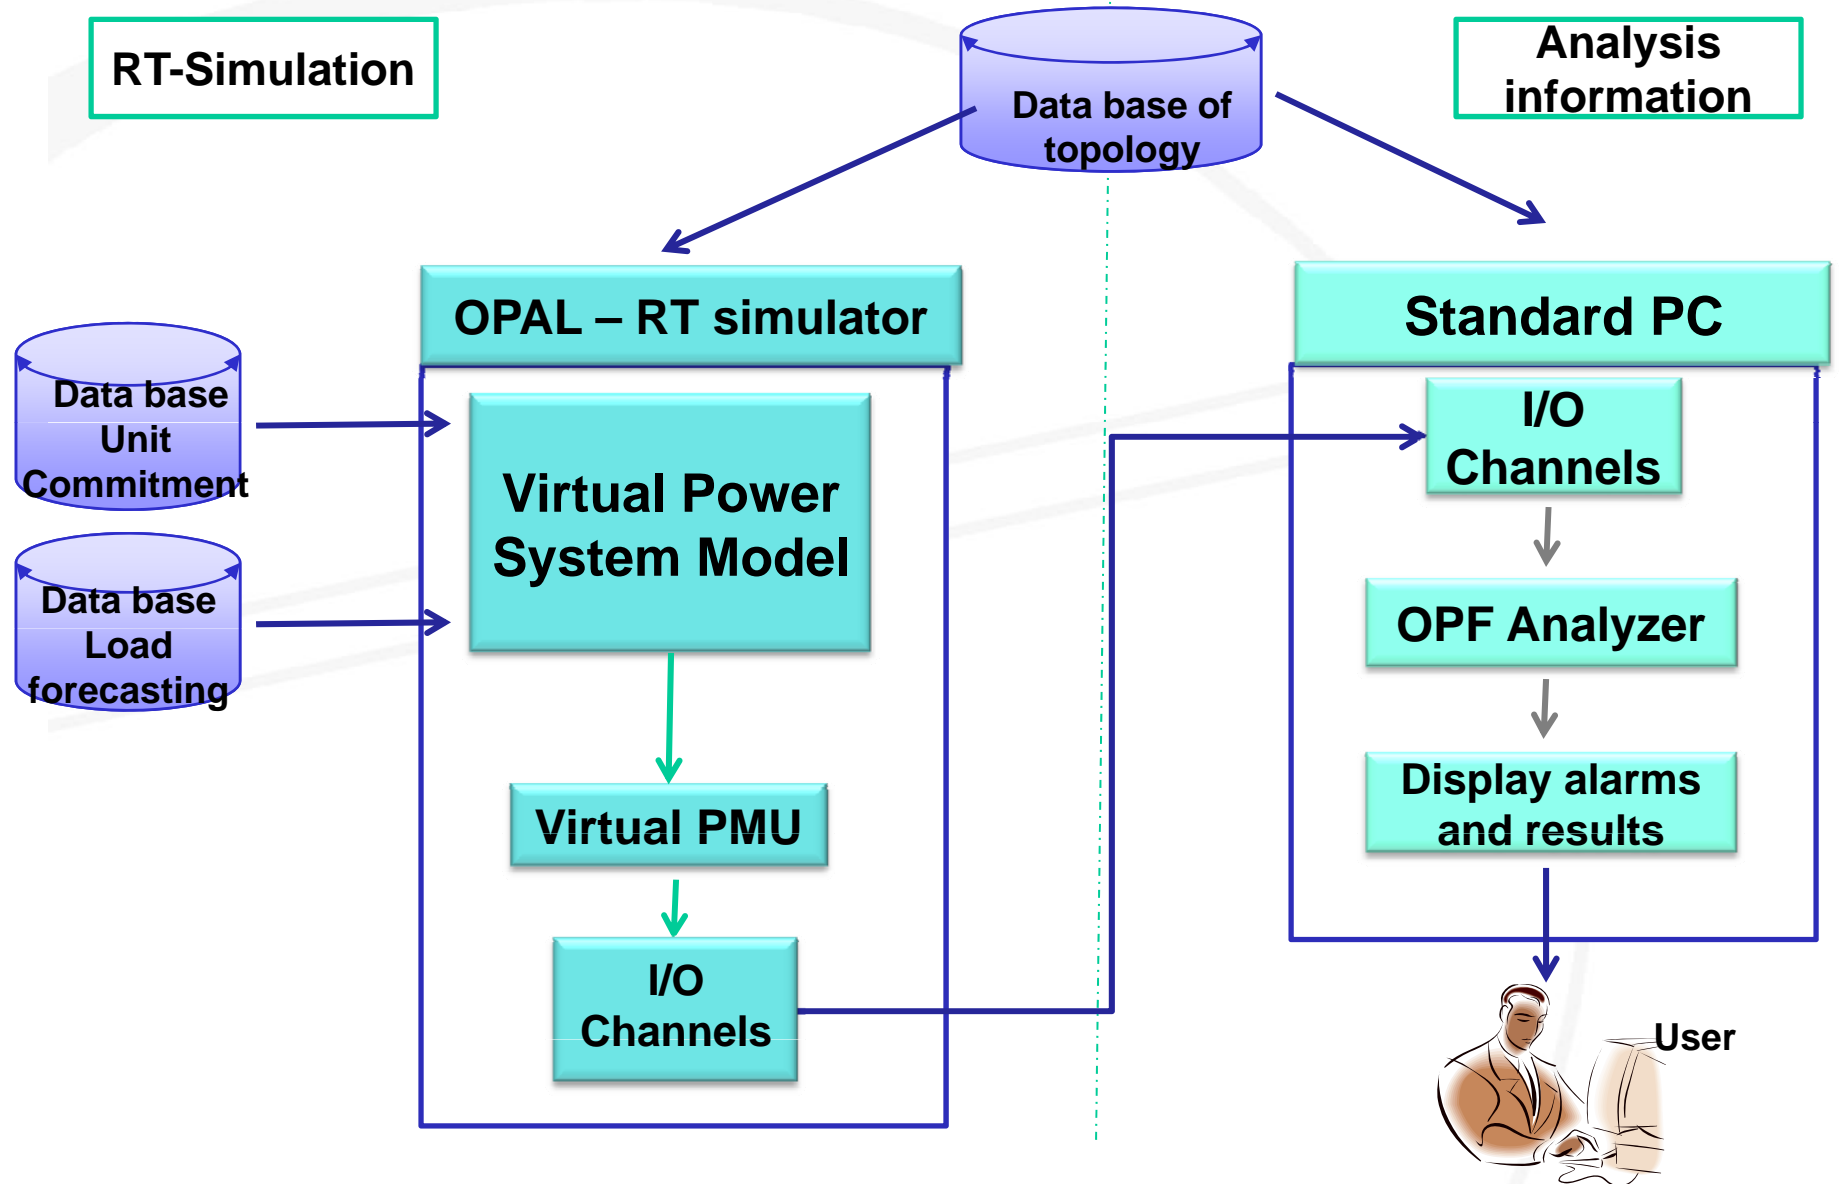 RT-Simulation
Data base of
topology
Analysis
information
OPAL – RT simulator
Standard PC
Data base
Unit
Commitment
Data base
Load
forecasting
Virtual Power
System Model
Virtual PMU
I/O
Channels
I/O
Channels
OPF Analyzer
Display alarms
and results
User